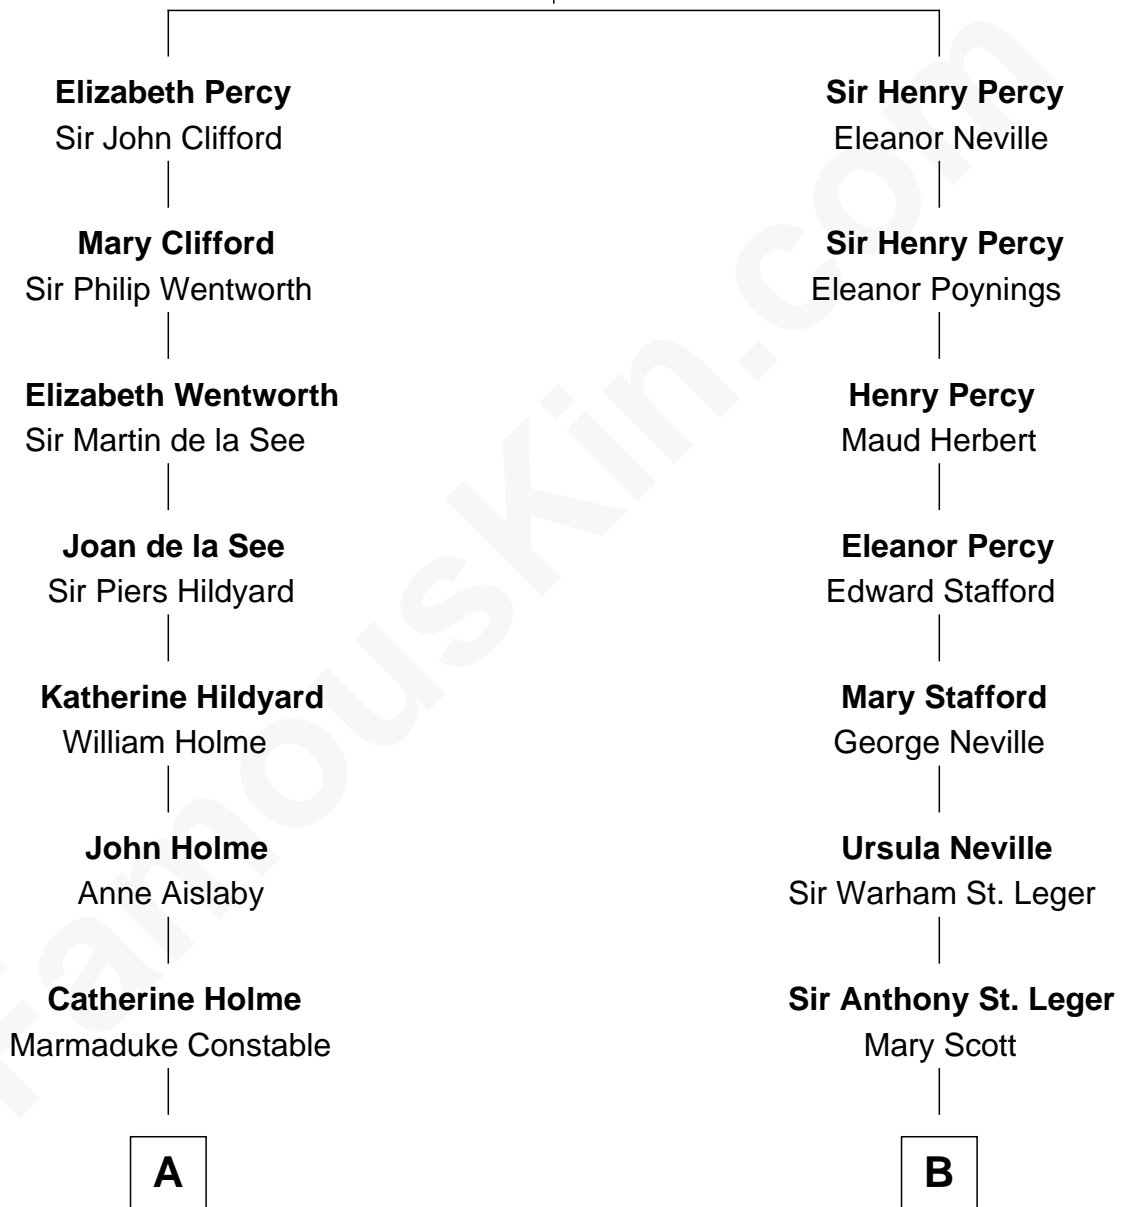 Elizabeth Percy
Sir John Clifford
Mary Clifford
Sir Philip Wentworth
Elizabeth Wentworth
Sir Martin de la See
Joan de la See
Sir Piers Hildyard
Katherine Hildyard
William Holme
John Holme
Anne Aislaby
Catherine Holme
Marmaduke Constable
A
Sir Henry Percy
Eleanor Neville
Sir Henry Percy
Eleanor Poynings
Henry Percy
Maud Herbert
Eleanor Percy
Edward Stafford
Mary Stafford
George Neville
Ursula Neville
Sir Warham St. Leger
Sir Anthony St. Leger
Mary Scott
B
FamousKin.com